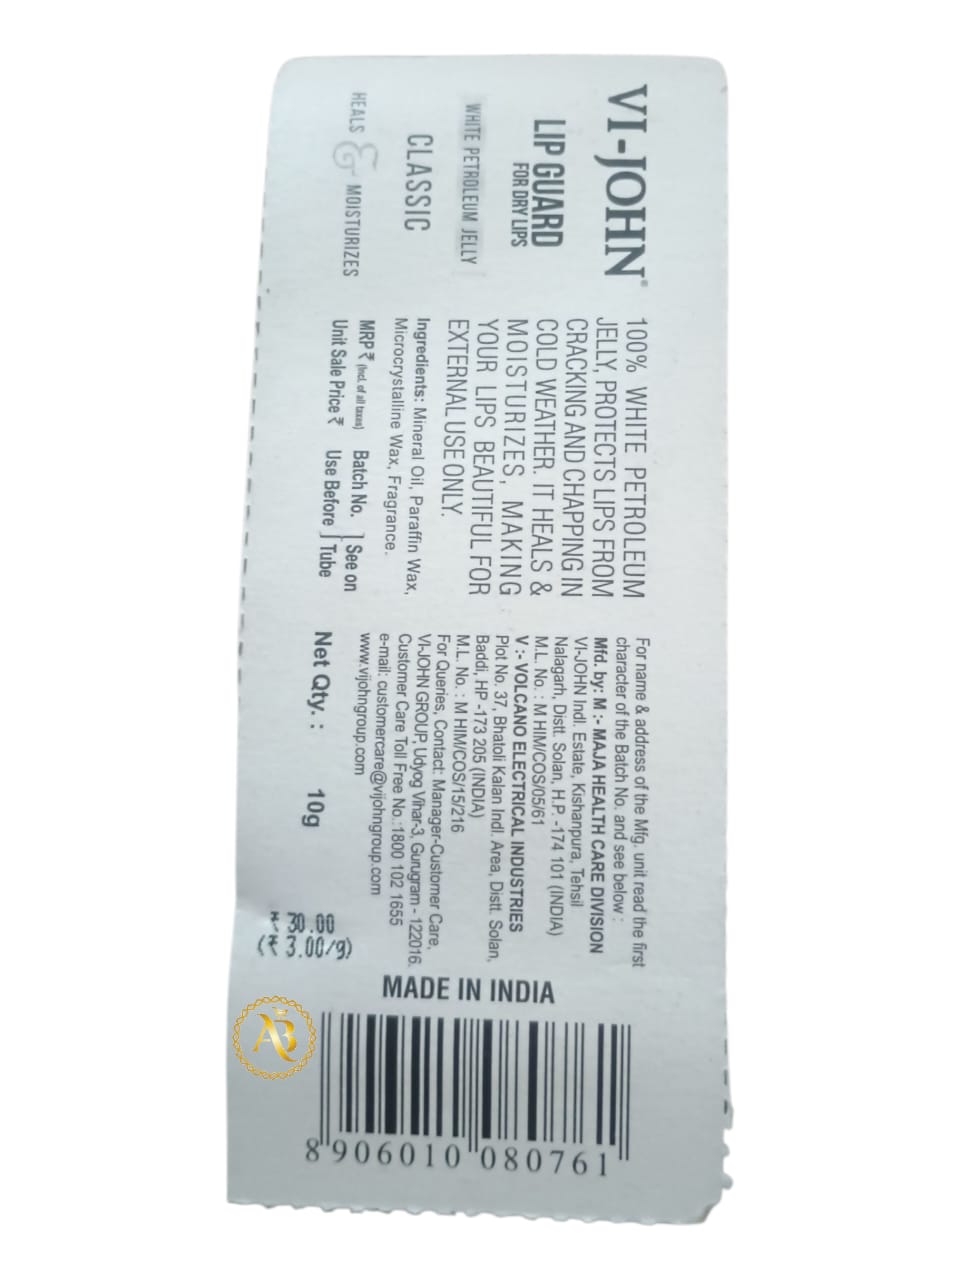 VI-JOHN®
LIP GUARD
FOR DRY LIPS
WHITE PETROLEUM JELLY
CLASSIC
HEALS & MOISTURIZES
100% WHITE PETROLEUM
JELLY, PROTECTS LIPS FROM
CRACKING AND CHAPPING IN
COLD WEATHER. IT HEALS &
MOISTURIZES, MAKING
YOUR LIPS BEAUTIFUL FOR
EXTERNAL USE ONLY.
Ingredients: Mineral Oil, Paraffin Wax,
Microcrystalline Wax, Fragrance.
MRP ₹ (Incl. of all taxes) Batch No. ] See on
Unit Sale Price ₹ Use Before ] Tube
For name & address of the Mfg. unit read the first
character of the Batch No. and see below :
Mfd. by: M :- MAJA HEALTH CARE DIVISION
VI-JOHN Indl. Estate, Kishanpura, Tehsil
Nalagarh, Distt. Solan, H.P. -174 101 (INDIA)
M.L. No. : M HIM/COS/05/61
V :- VOLCANO ELECTRICAL INDUSTRIES
Plot No. 37, Bhatoli Kalan Indl. Area, Distt. Solan,
Baddi, HP -173 205 (INDIA)
M.L. No. : M HIM/COS/15/216
For Queries, Contact: Manager-Customer Care,
VI-JOHN GROUP, Udyog Vihar-3, Gurugram - 122016.
Customer Care Toll Free No.:1800 102 1655
e-mail: customercare@vijohngroup.com
www.vijohngroup.com
Net Qty. : 10g
₹ 30.00
(₹ 3.00/g)
MADE IN INDIA
8 906010 080761
AB